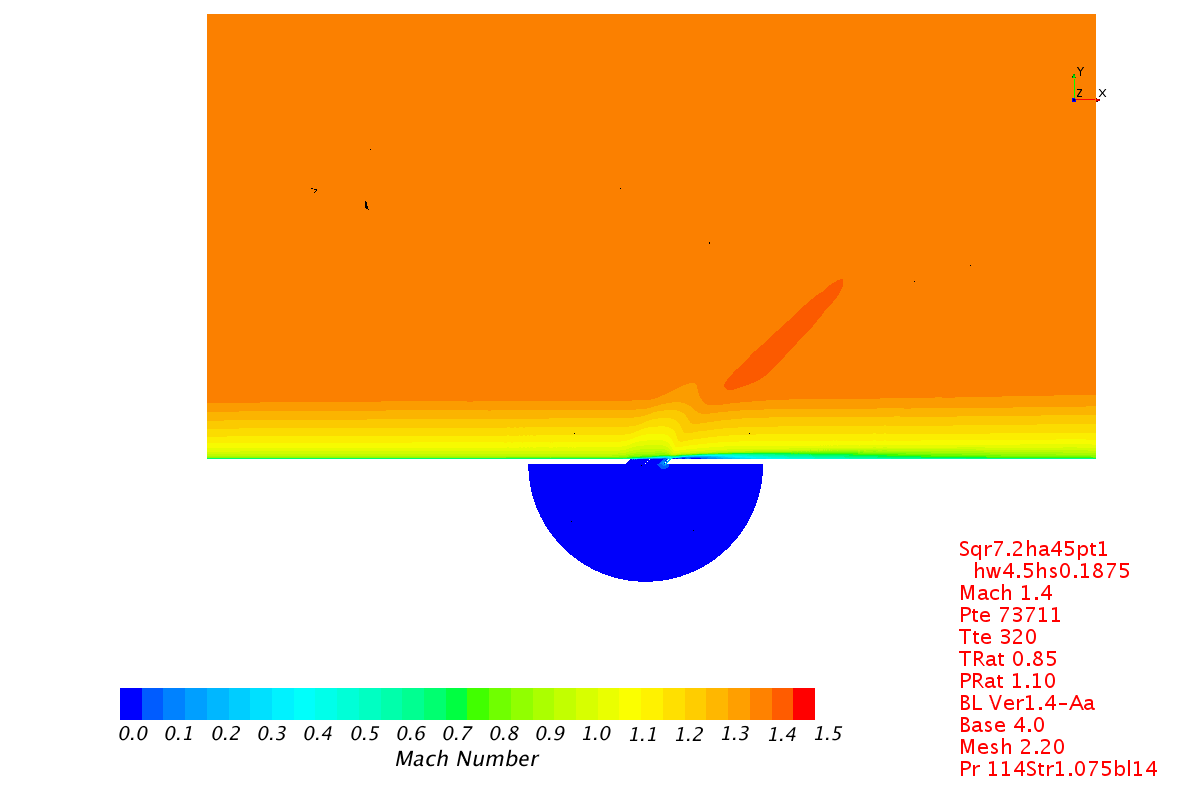 Y
Z X
Sqr7.2ha45pt1
hw4.5hs0.1875
Mach 1.4
Pte 73711
Tte 320
TRat 0.85
PRat 1.10
BL Ver1.4-Aa
Base 4.0
Mesh 2.20
Pr 114Str1.075bl14
0.0 0.1 0.2 0.3 0.4 0.5 0.6 0.7 0.8 0.9 1.0 1.1 1.2 1.3 1.4 1.5
Mach Number